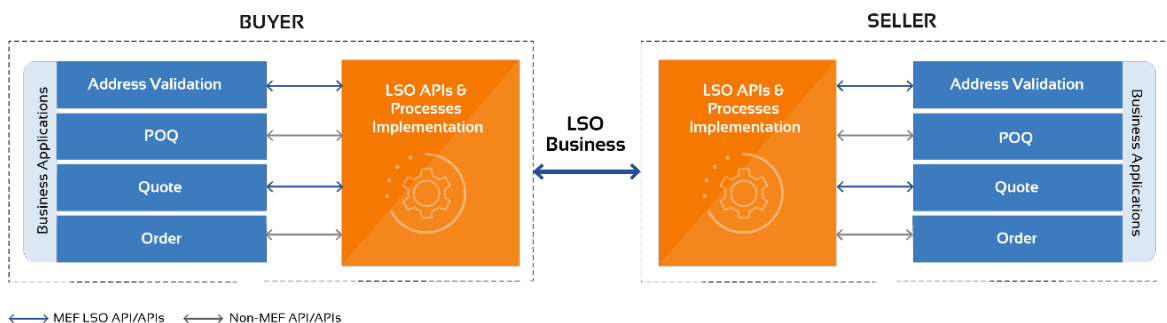 BUYER
Business Applications
Address Validation
POQ
Quote
Order
LSO APIs &
Processes
Implementation
LSO
Business
SELLER
LSO APIs &
Processes
Implementation
Address Validation
POQ
Quote
Order
Business Applications
MEF LSO API/APIs
Non-MEF API/APIs